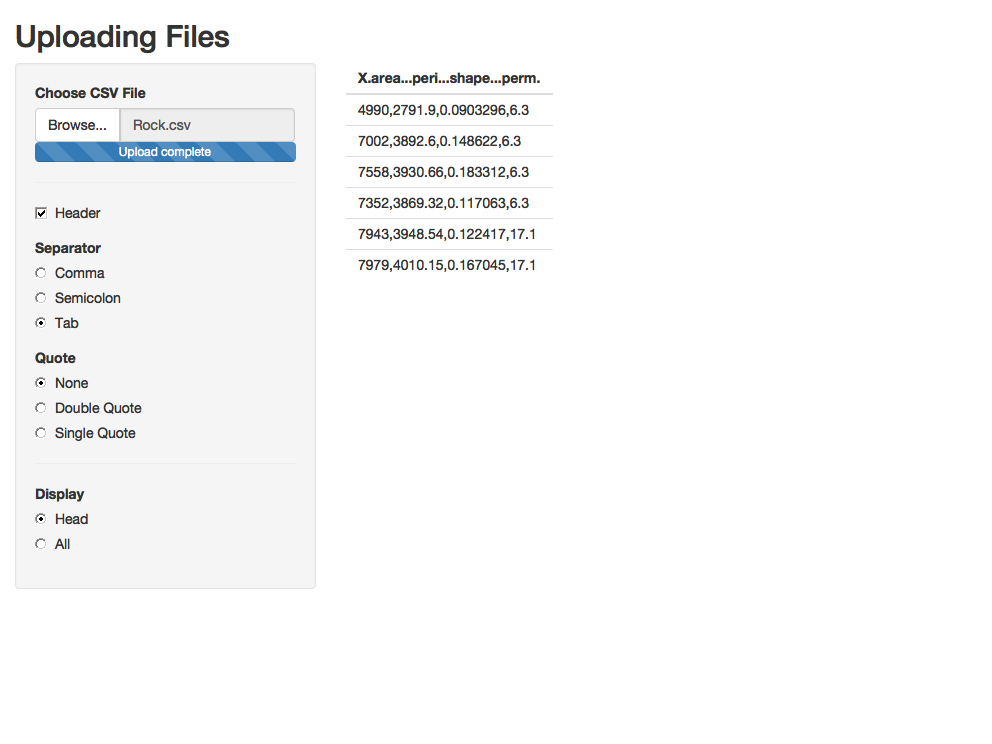 Uploading Files
Choose CSV File
Browse... Rock.csv
Upload complete
Header
Separator
Comma
Semicolon
Tab
Quote
None
Double Quote
Single Quote
Display
Head
All
X.area...peri...shape...perm.
4990,2791.9,0.0903296,6.3
7002,3892.6,0.148622,6.3
7558,3930.66,0.183312,6.3
7352,3869.32,0.117063,6.3
7943,3948.54,0.122417,17.1
7979,4010.15,0.167045,17.1